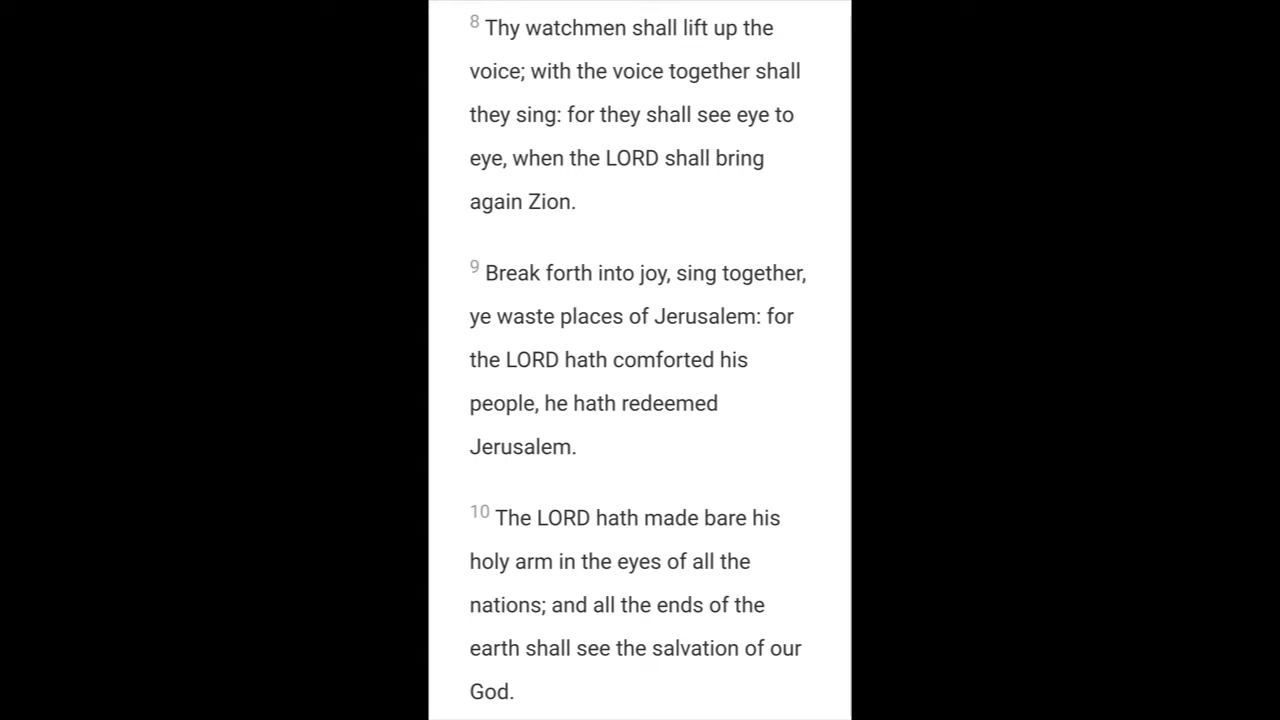 8 Thy watchmen shall lift up the
voice; with the voice together shall
they sing: for they shall see eye to
eye, when the LORD shall bring
again Zion.
9 Break forth into joy, sing together,
ye waste places of Jerusalem: for
the LORD hath comforted his
people, he hath redeemed
Jerusalem.
10 The LORD hath made bare his
holy arm in the eyes of all the
nations; and all the ends of the
earth shall see the salvation of our
God.